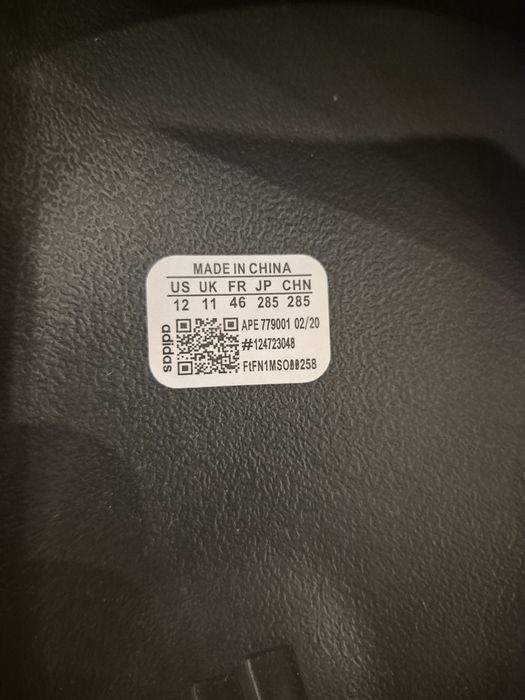 MADE IN CHINA
US UK FR JP CHN
12 11 46 285 285
adidas
APE 779001 02/20
#124723048